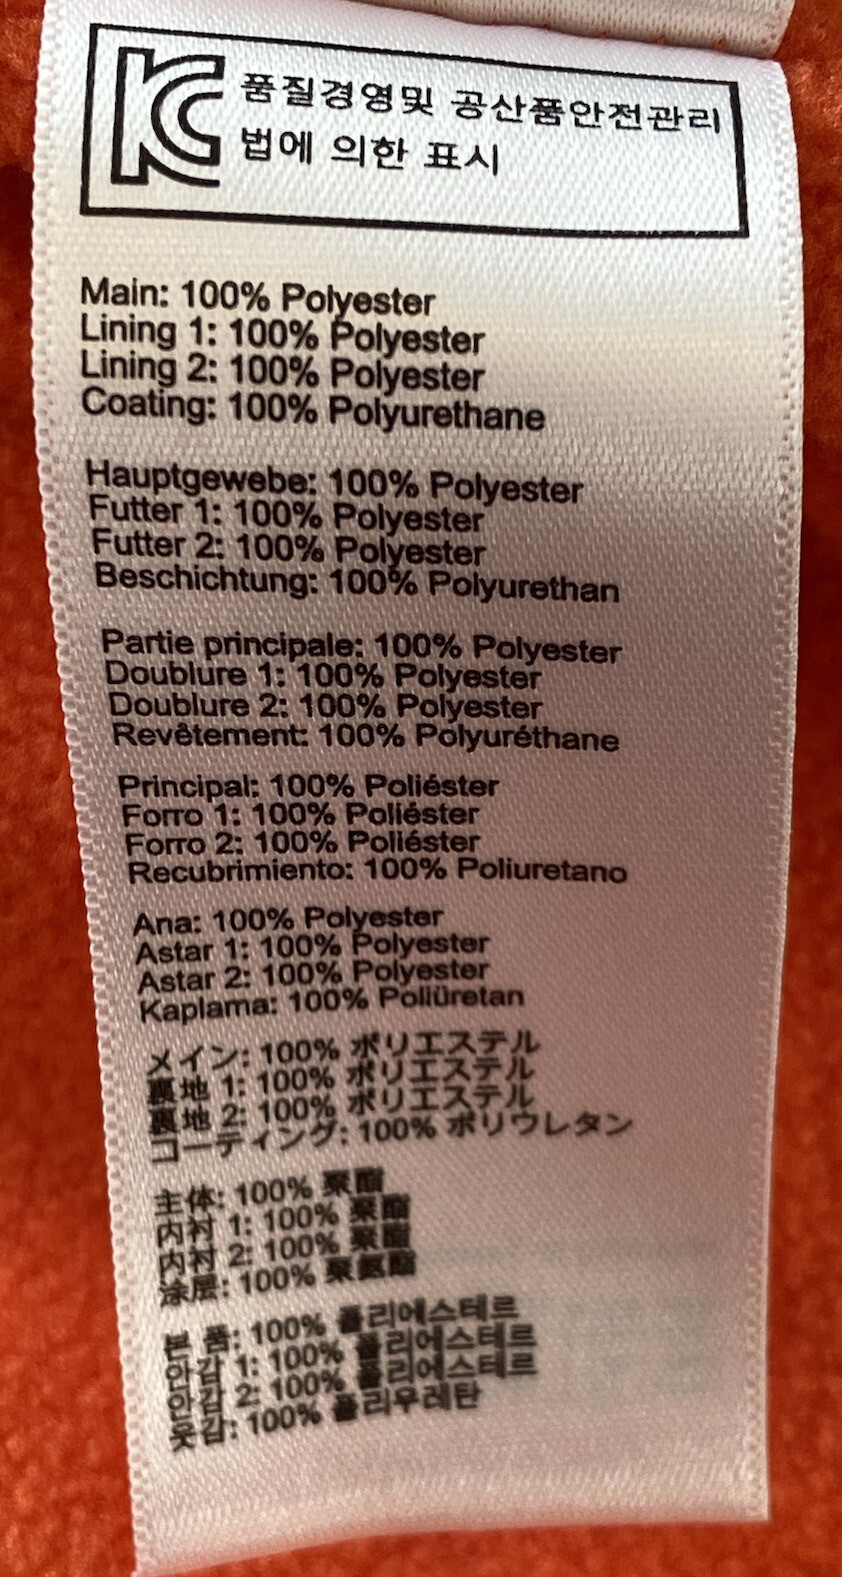 KC 품질경영및 공산품안전관리
법에 의한 표시
Main: 100% Polyester
Lining 1: 100% Polyester
Lining 2: 100% Polyester
Coating: 100% Polyurethane
Hauptgewebe: 100% Polyester
Futter 1: 100% Polyester
Futter 2: 100% Polyester
Beschichtung: 100% Polyurethan
Partie principale: 100% Polyester
Doublure 1: 100% Polyester
Doublure 2: 100% Polyester
Revêtement: 100% Polyuréthane
Principal: 100% Poliéster
Forro 1: 100% Poliéster
Forro 2: 100% Poliéster
Recubrimiento: 100% Poliuretano
Ana: 100% Polyester
Astar 1: 100% Polyester
Astar 2: 100% Polyester
Kaplama: 100% Poliüretan
メイン: 100% ポリエステル
裏地 1: 100% ポリエステル
裏地 2: 100% ポリエステル
コーティング: 100% ポリウレタン
主体: 100% 聚酯
内衬 1: 100% 聚酯
内衬 2: 100% 聚酯
涂层: 100% 聚氨酯
본 품: 100% 폴리에스테르
안감 1: 100% 폴리에스테르
안감 2: 100% 폴리에스테르
옷감: 100% 폴리우레탄